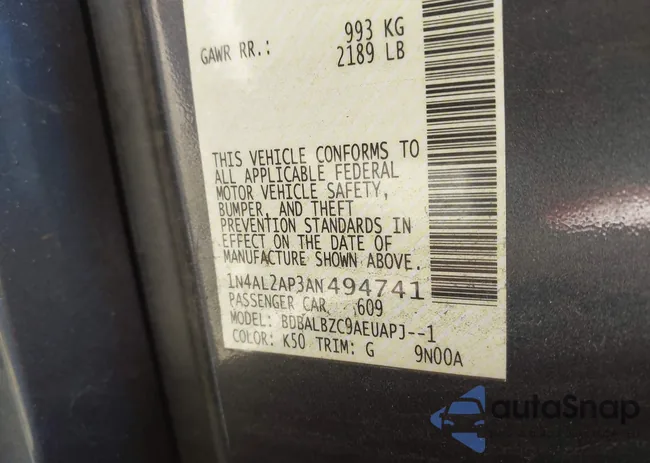 993 KG
GAWR RR.: 2189 LB
THIS VEHICLE CONFORMS TO
ALL APPLICABLE FEDERAL
MOTOR VEHICLE SAFETY,
BUMPER, AND THEFT
PREVENTION STANDARDS IN
EFFECT ON THE DATE OF
MANUFACTURE SHOWN ABOVE.
1N4AL2AP3AN494741
PASSENGER CAR 609
MODEL: BDBALBZC9AEUAPJ--1
COLOR: K50 TRIM: G 9N00A
autoSnap